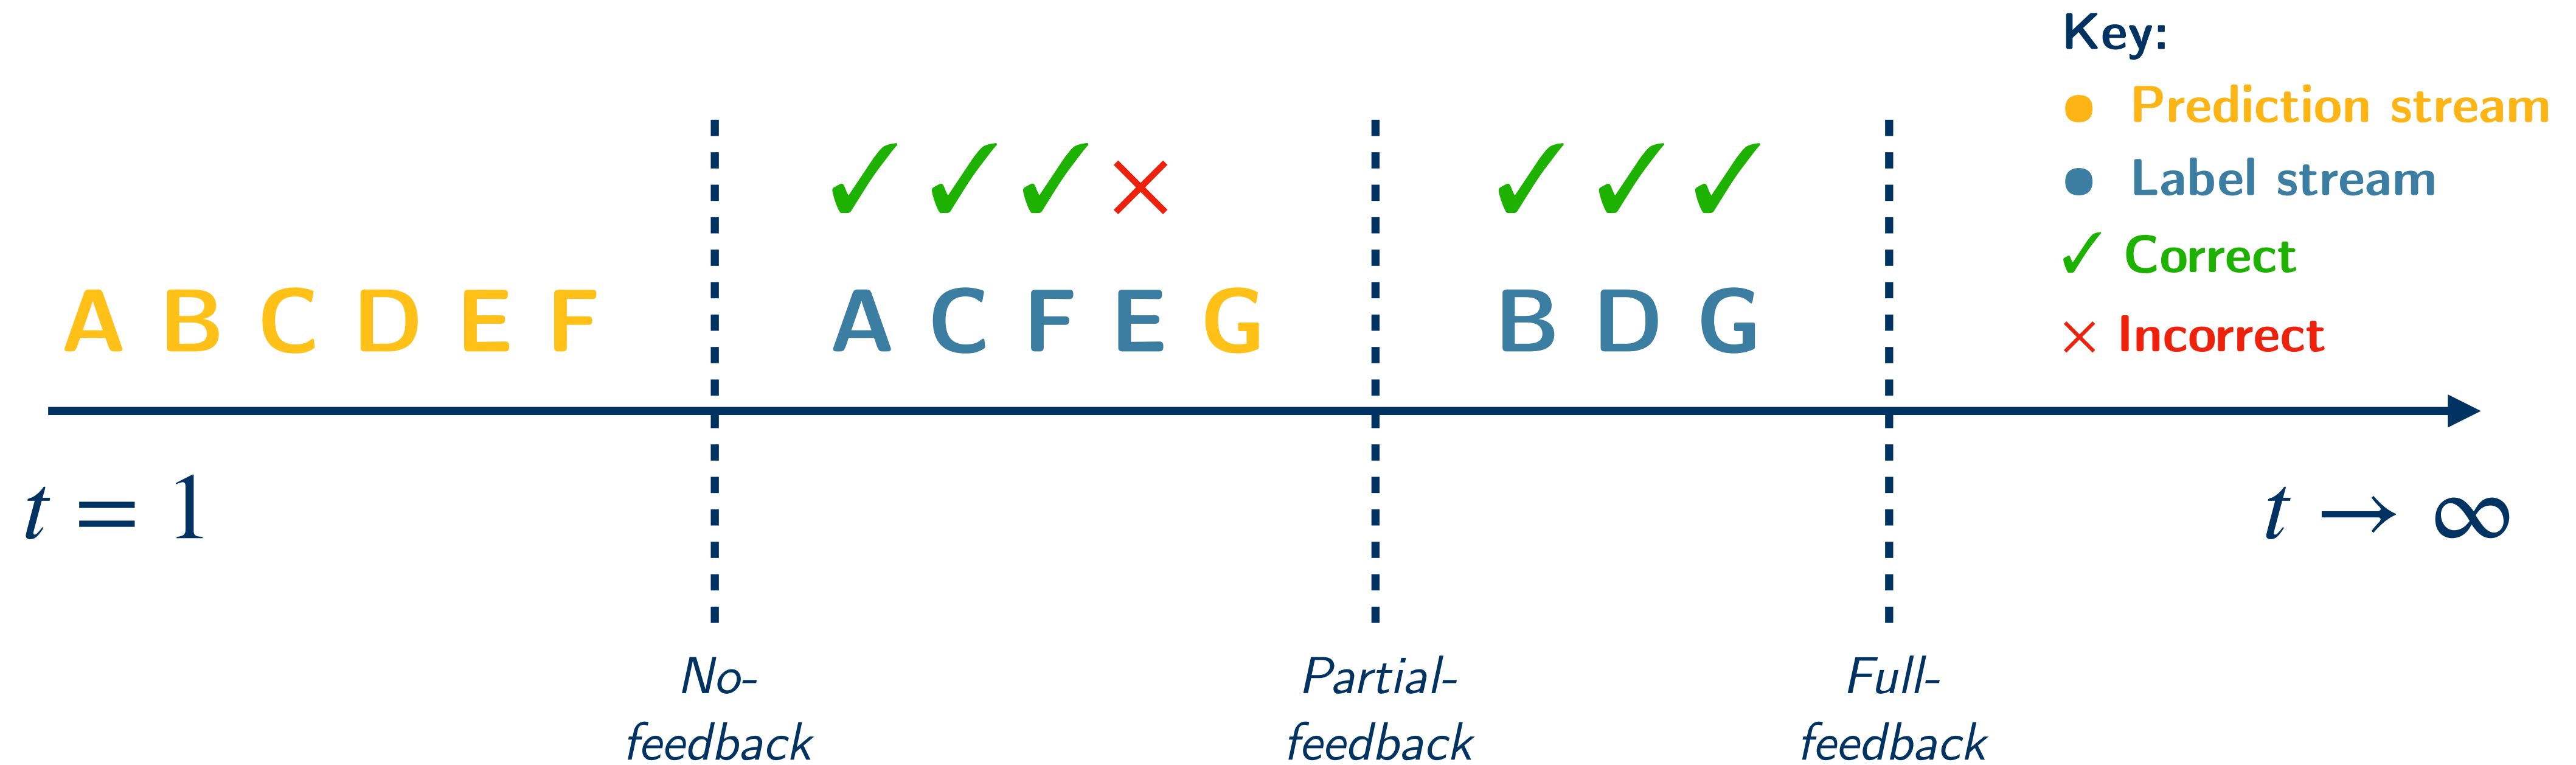 Key:
Prediction stream
Label stream
✓ Correct
× Incorrect
✓ ✓ ✓ ×
✓ ✓ ✓
A B C D E F
A C F E G
B D G
t = 1
t → ∞
No-
feedback
Partial-
feedback
Full-
feedback